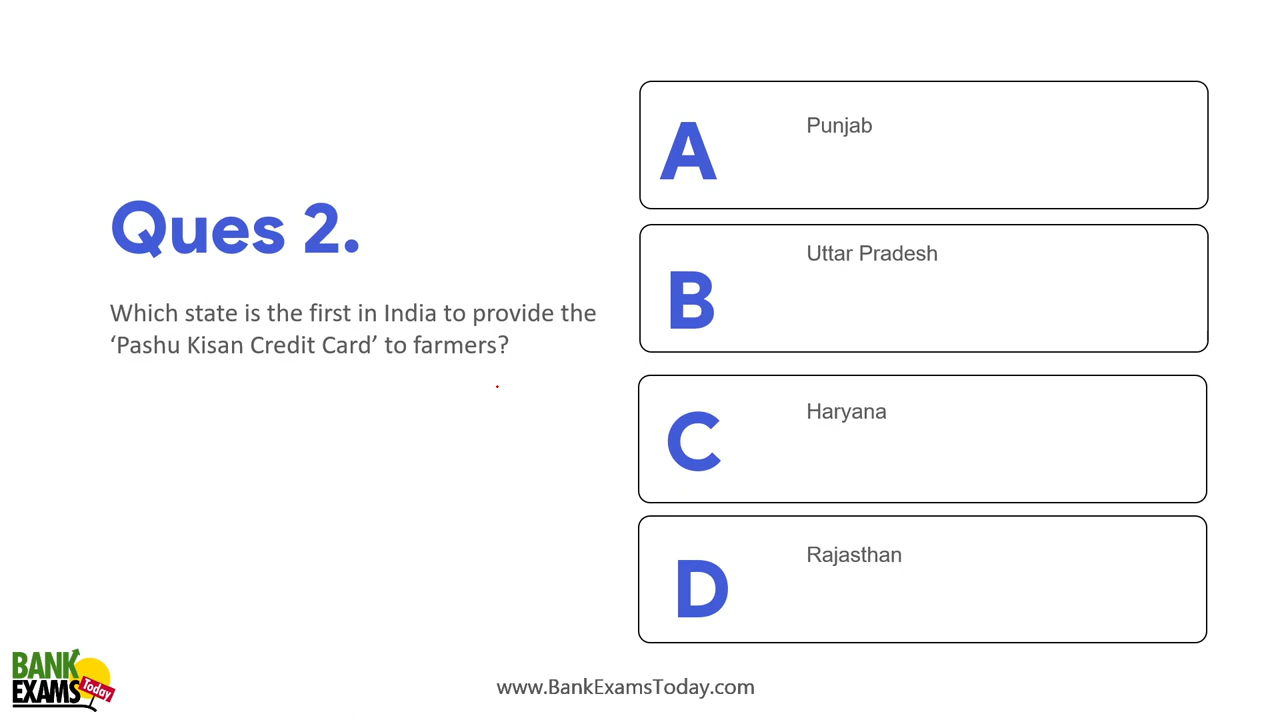 Ques 2.
Which state is the first in India to provide the
‘Pashu Kisan Credit Card’ to farmers?
A
Punjab
B
Uttar Pradesh
C
Haryana
D
Rajasthan
BANK
EXAMS
Today
www.BankExamsToday.com